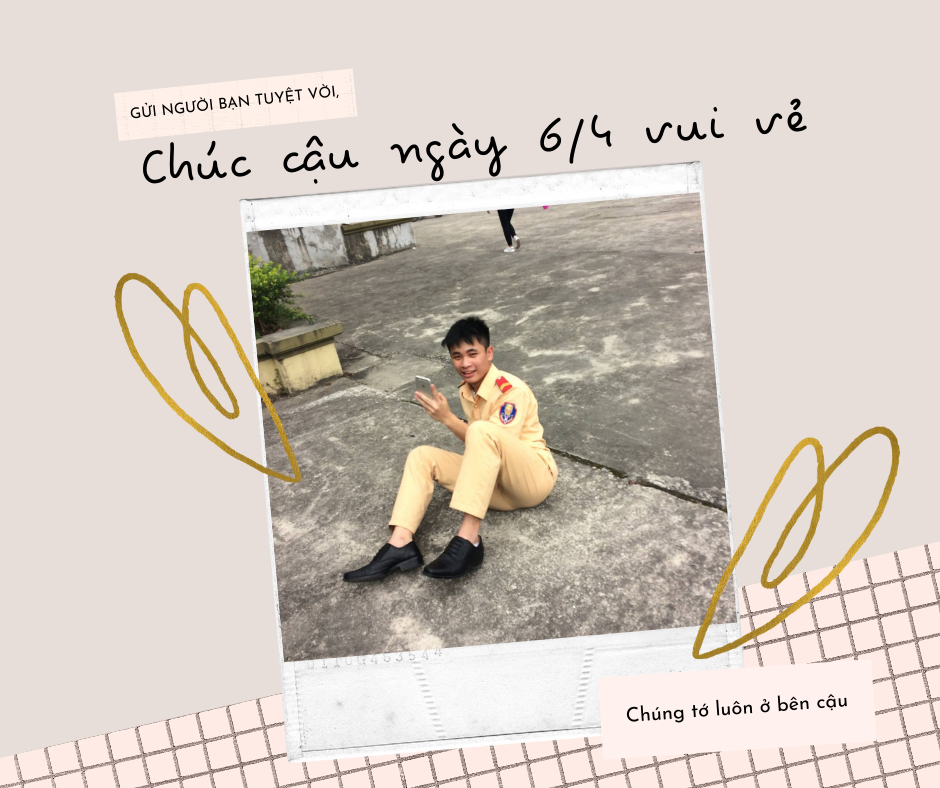 GỬI NGƯỜI BẠN TUYỆT VỜI,
Chúc cậu ngày 6/4 vui vẻ
Chúng tớ luôn ở bên cậu